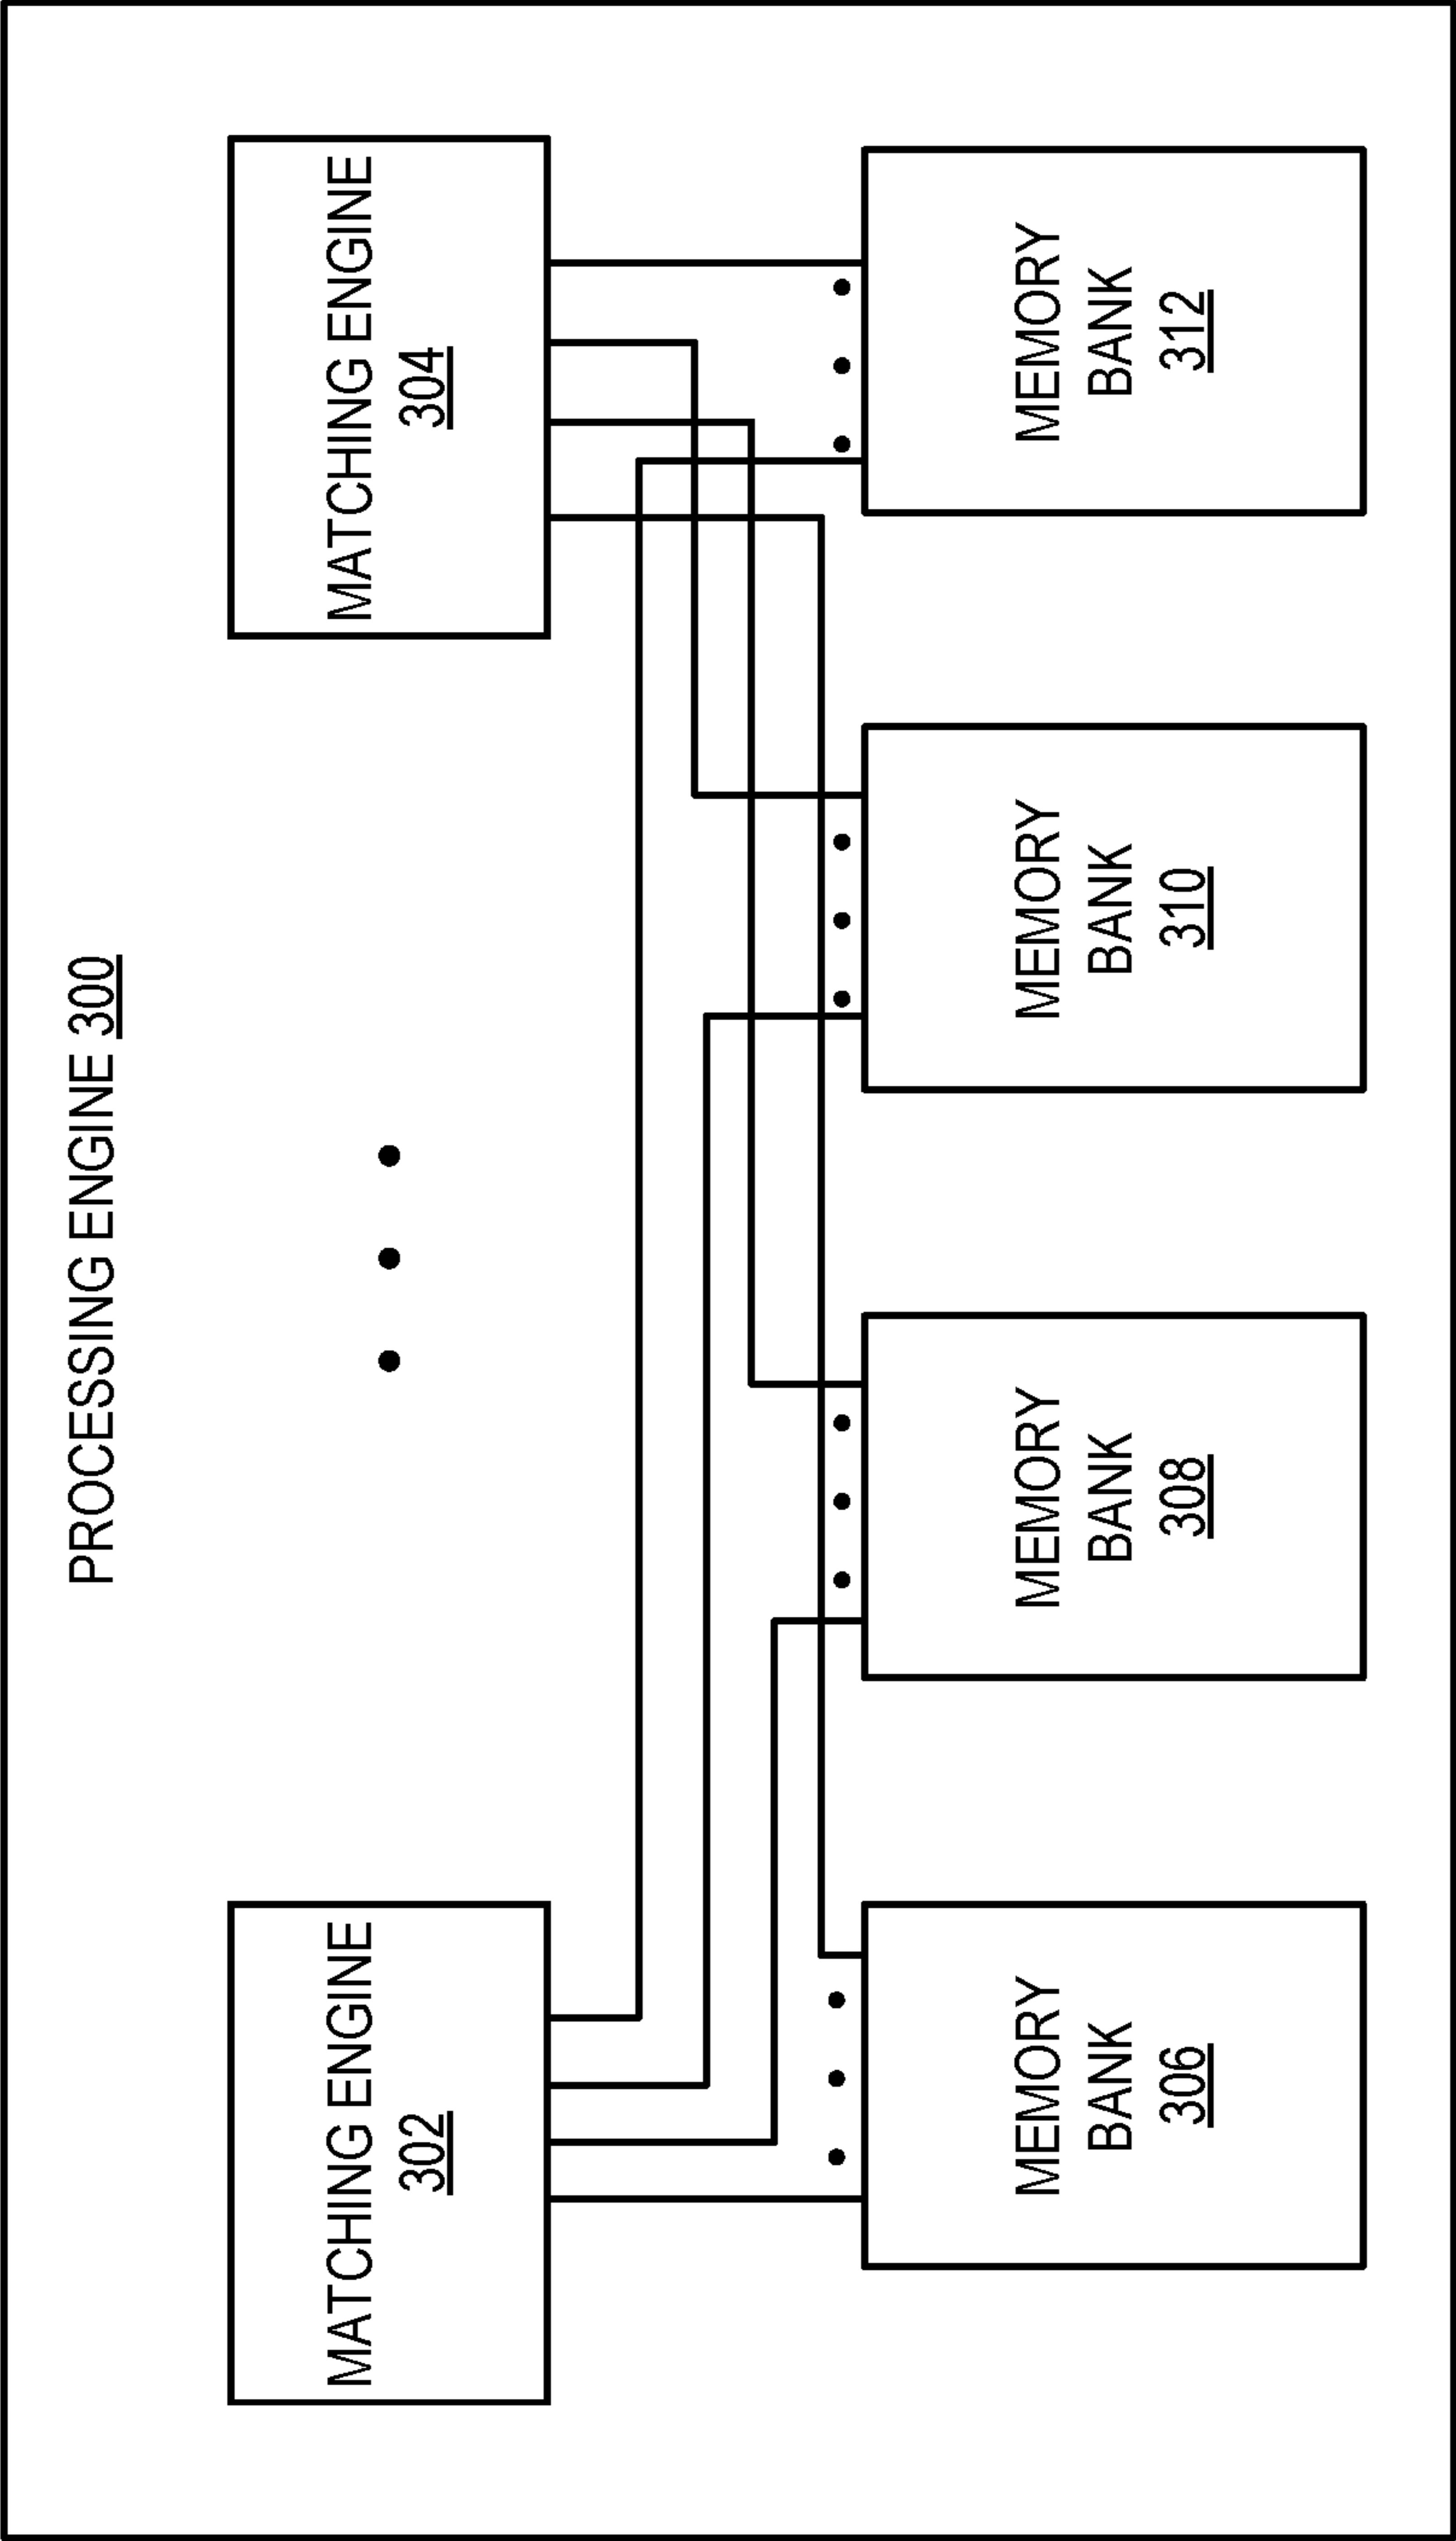 PROCESSING ENGINE 300
MATCHING ENGINE
302
MATCHING ENGINE
304
MEMORY
BANK
306
MEMORY
BANK
308
MEMORY
BANK
310
MEMORY
BANK
312